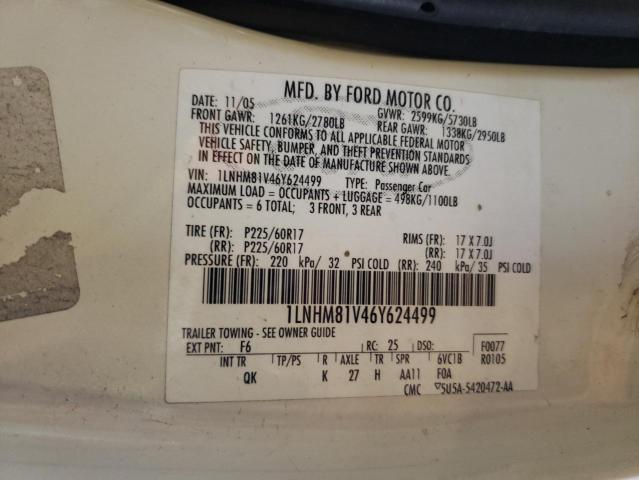 MFD. BY FORD MOTOR CO.
DATE: 11/05 GVWR: 2599KG/5730LB
FRONT GAWR: 1261KG/2780LB REAR GAWR: 1338KG/2950LB
THIS VEHICLE CONFORMS TO ALL APPLICABLE FEDERAL MOTOR
VEHICLE SAFETY, BUMPER, AND THEFT PREVENTION STANDARDS
IN EFFECT ON THE DATE OF MANUFACTURE SHOWN ABOVE.
VIN: 1LNHM81V46Y624499 TYPE: Passenger Car
MAXIMUM LOAD = OCCUPANTS + LUGGAGE = 498KG/1100LB
OCCUPANTS = 6 TOTAL; 3 FRONT, 3 REAR
TIRE (FR): P225/60R17 RIMS (FR): 17 X 7.0J
(RR): P225/60R17 (RR): 17 X 7.0J
PRESSURE (FR): 220 kPa/ 32 PSI COLD (RR): 240 kPa/ 35 PSI COLD
1LNHM81V46Y624499
TRAILER TOWING - SEE OWNER GUIDE
EXT PNT: F6 RC: 25 DSO: F0077
INT TR TP/PS R AXLE TR SPR 6VC1B R0105
QK K 27 H AA11 F0A
CMC 5U5A-5420472-AA